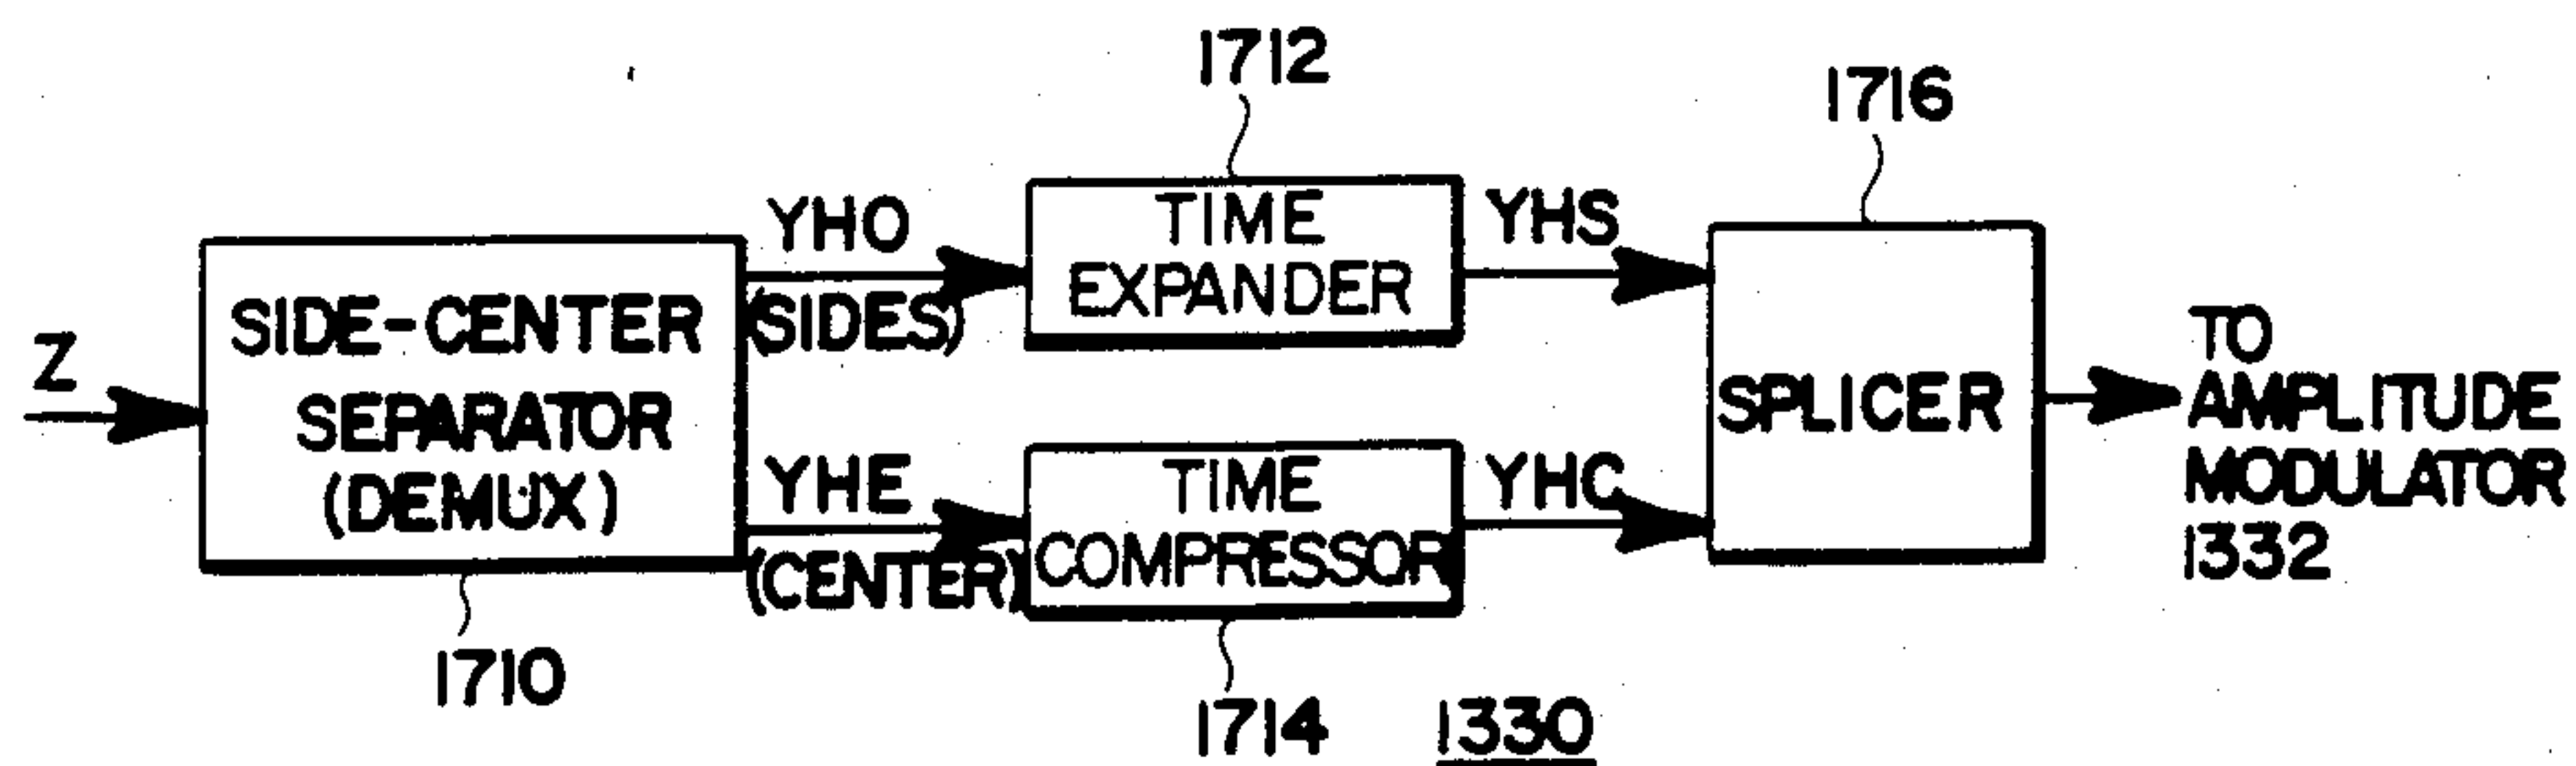 1712
1716
YHO
TIME
EXPANDER
YHS
Z
SIDE-CENTER
SEPARATOR
(DEMUX)
(SIDES)
SPLICER
TO
AMPLITUDE
MODULATOR
1332
YHE
(CENTER)
TIME
COMPRESSOR
YHC
1710
1714
1330